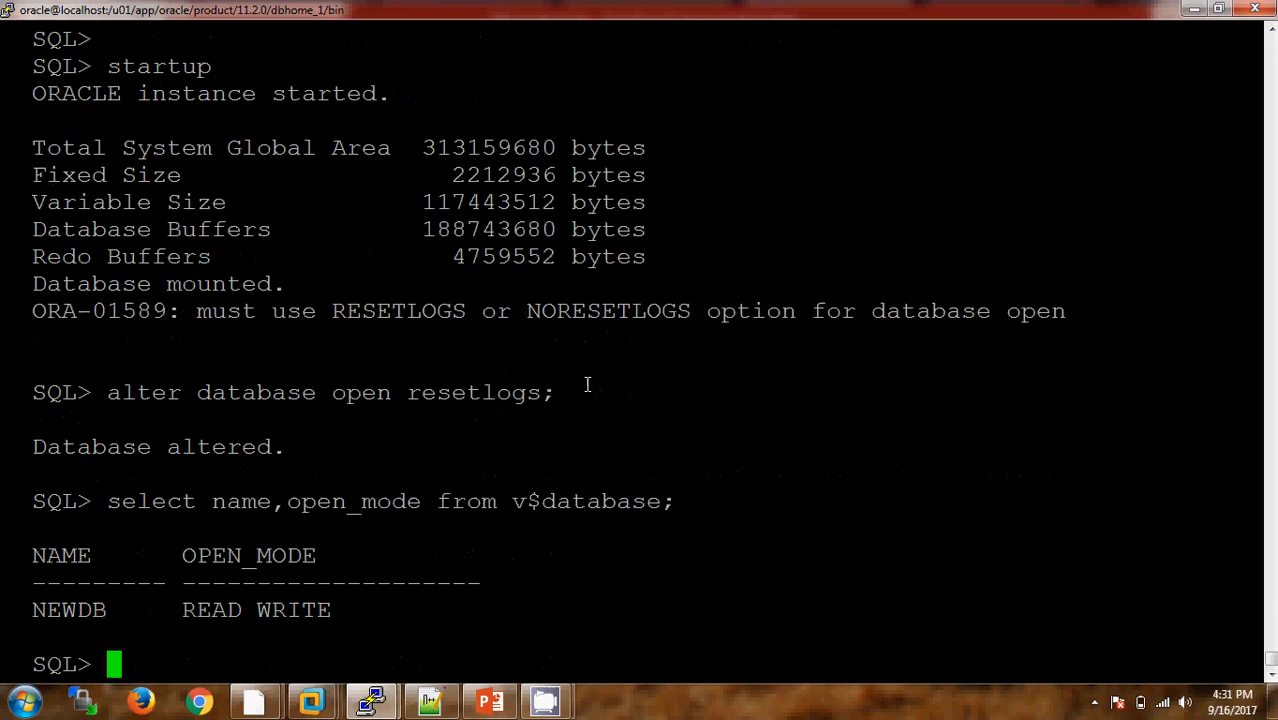 oracle@localhost:/u01/app/oracle/product/11.2.0/dbhome_1/bin
SQL>
SQL> startup
ORACLE instance started.
Total System Global Area  313159680 bytes
Fixed Size                  2212936 bytes
Variable Size             117443512 bytes
Database Buffers          188743680 bytes
Redo Buffers                4759552 bytes
Database mounted.
ORA-01589: must use RESETLOGS or NORESETLOGS option for database open
SQL> alter database open resetlogs;
Database altered.
SQL> select name,open_mode from v$database;
NAME      OPEN_MODE
--------- --------------------
NEWDB     READ WRITE
SQL>
4:31 PM
9/16/2017